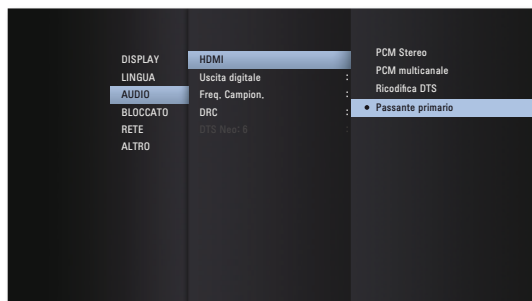 DISPLAY
LINGUA
AUDIO
BLOCCATO
RETE
ALTRO
HDMI
Uscita digitale :
Freq. Campion. :
DRC :
DTS Neo: 6 :
PCM Stereo
PCM multicanale
Ricodifica DTS
● Passante primario